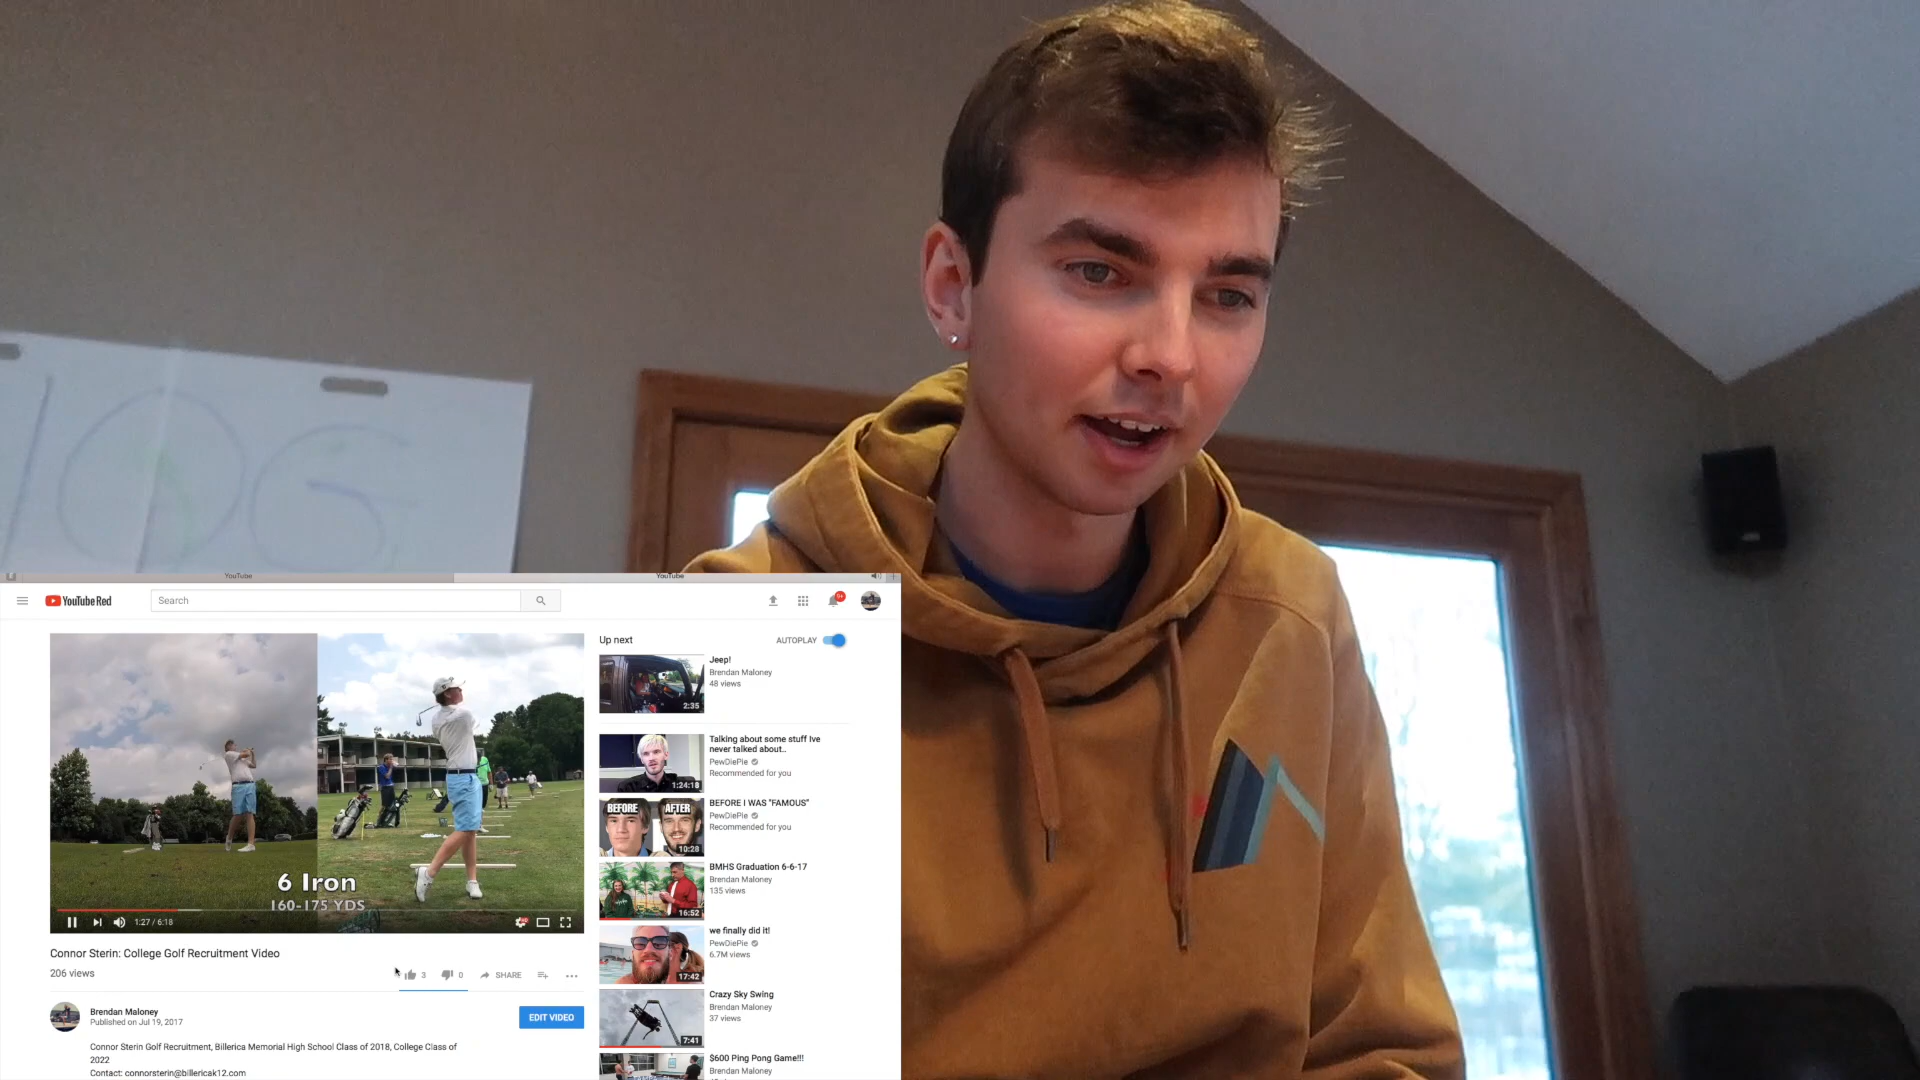 OG
YouTube
YouTube
YouTube Red
Search
9+
6 Iron
160-175 YDS
1:27 / 6:18
Connor Sterin: College Golf Recruitment Video
206 views
3
0
SHARE
Brendan Maloney
Published on Jul 19, 2017
EDIT VIDEO
Connor Sterin Golf Recruitment, Billerica Memorial High School Class of 2018, College Class of
2022
Contact: connorsterin@billericak12.com
Up next
AUTOPLAY
Jeep!
Brendan Maloney
48 views
2:35
Talking about some stuff Ive
never talked about..
PewDiePie
Recommended for you
1:24:18
BEFORE
AFTER
BEFORE I WAS "FAMOUS"
PewDiePie
Recommended for you
10:28
BMHS Graduation 6-6-17
Brendan Maloney
135 views
16:52
we finally did it!
PewDiePie
6.7M views
17:42
Crazy Sky Swing
Brendan Maloney
37 views
7:41
$600 Ping Pong Game!!!
Brendan Maloney